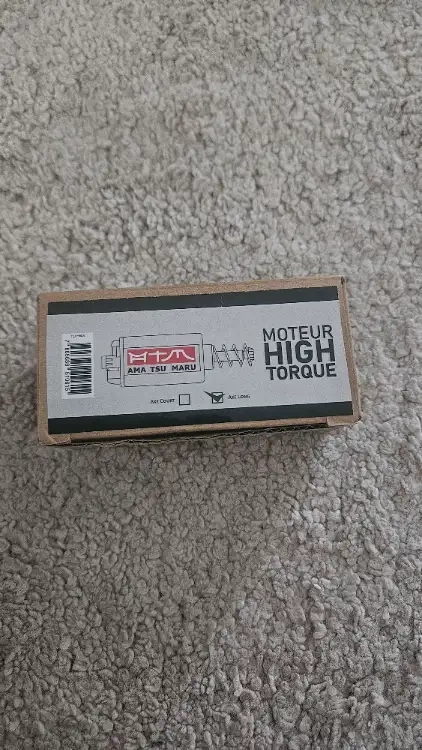 AMA TSU MARU
MOTEUR
HIGH
TORQUE
Axe Court
Axe Long